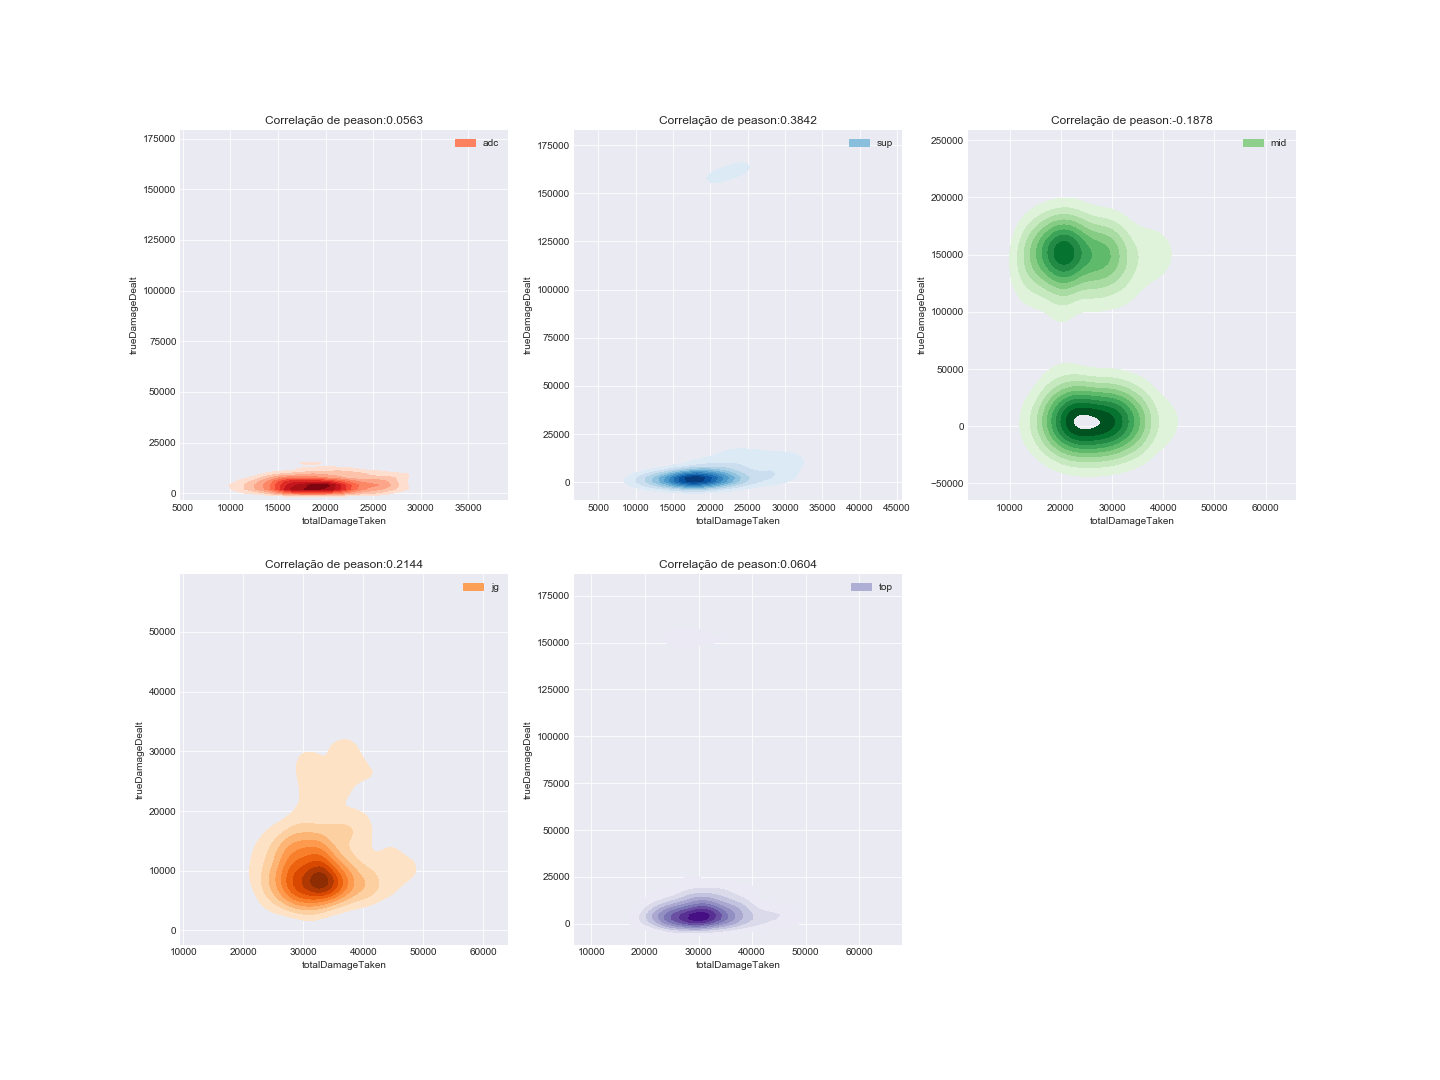 Correlação de peason:0.0563
adc
175000
150000
125000
100000
75000
50000
25000
0
trueDamageDealt
5000 10000 15000 20000 25000 30000 35000
totalDamageTaken
Correlação de peason:0.3842
sup
175000
150000
125000
100000
75000
50000
25000
0
trueDamageDealt
5000 10000 15000 20000 25000 30000 35000 40000 45000
totalDamageTaken
Correlação de peason:-0.1878
mid
250000
200000
150000
100000
50000
0
−50000
trueDamageDealt
10000 20000 30000 40000 50000 60000
totalDamageTaken
Correlação de peason:0.2144
jg
50000
40000
30000
20000
10000
0
trueDamageDealt
10000 20000 30000 40000 50000 60000
totalDamageTaken
Correlação de peason:0.0604
top
175000
150000
125000
100000
75000
50000
25000
0
trueDamageDealt
10000 20000 30000 40000 50000 60000
totalDamageTaken